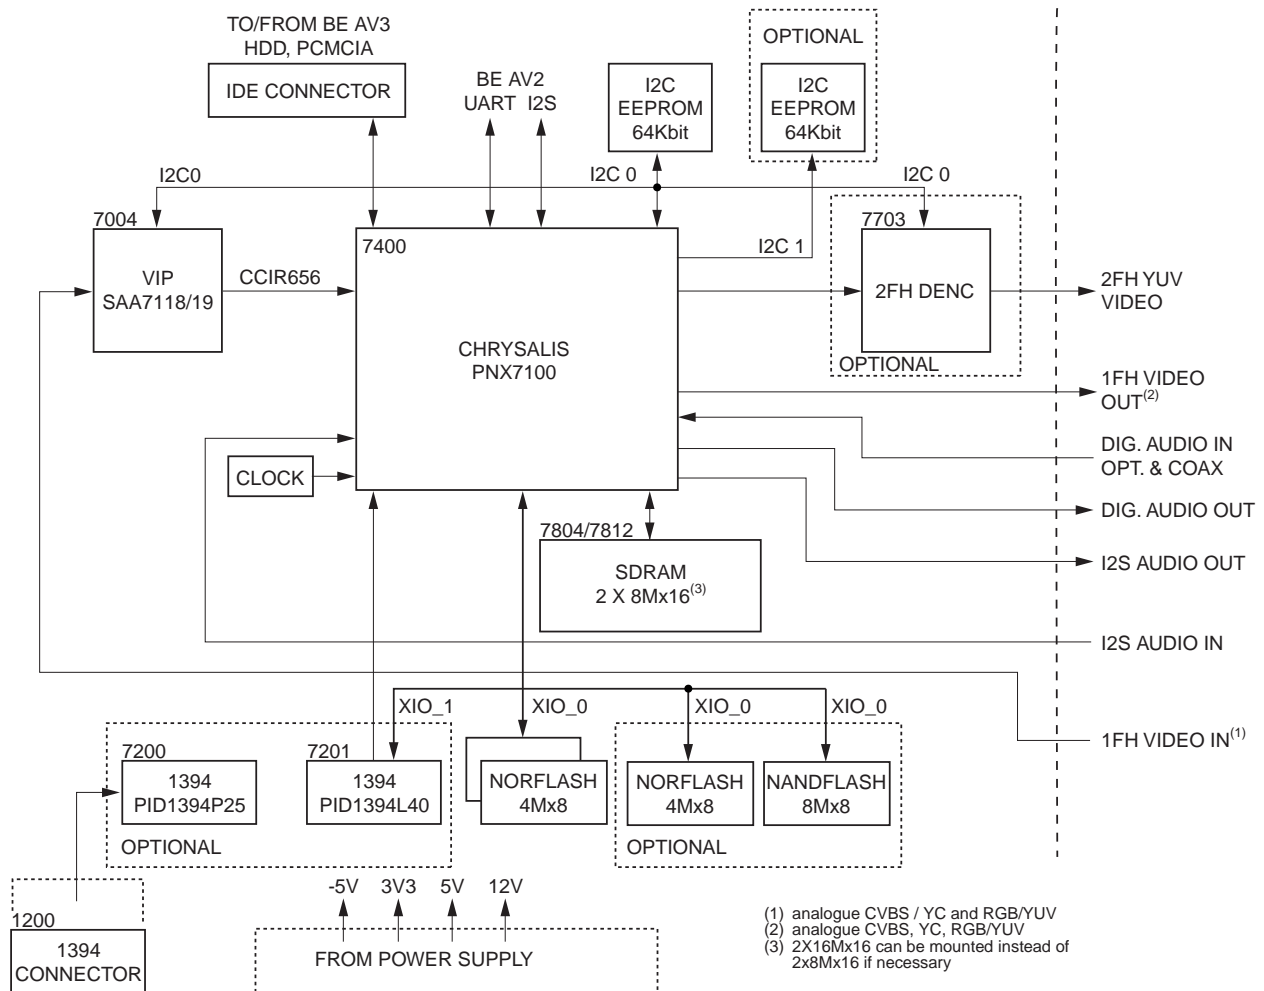 TO/FROM BE AV3
HDD, PCMCIA
IDE CONNECTOR
BE AV2
UART I2S
I2C
EEPROM
64Kbit
OPTIONAL
I2C
EEPROM
64Kbit
I2C0
I2C 0
I2C 0
7004
VIP
SAA7118/19
CCIR656
7400
CHRYSALIS
PNX7100
I2C 1
7703
2FH DENC
OPTIONAL
2FH YUV
VIDEO
1FH VIDEO
OUT(2)
DIG. AUDIO IN
OPT. & COAX
DIG. AUDIO OUT
I2S AUDIO OUT
I2S AUDIO IN
1FH VIDEO IN(1)
CLOCK
7804/7812
SDRAM
2 X 8Mx16(3)
XIO_1
XIO_0
XIO_0
XIO_0
7200
1394
PID1394P25
7201
1394
PID1394L40
OPTIONAL
NORFLASH
4Mx8
NORFLASH
4Mx8
NANDFLASH
8Mx8
OPTIONAL
1200
1394
CONNECTOR
-5V 3V3 5V 12V
FROM POWER SUPPLY
(1) analogue CVBS / YC and RGB/YUV
(2) analogue CVBS, YC, RGB/YUV
(3) 2X16Mx16 can be mounted instead of
2x8Mx16 if necessary